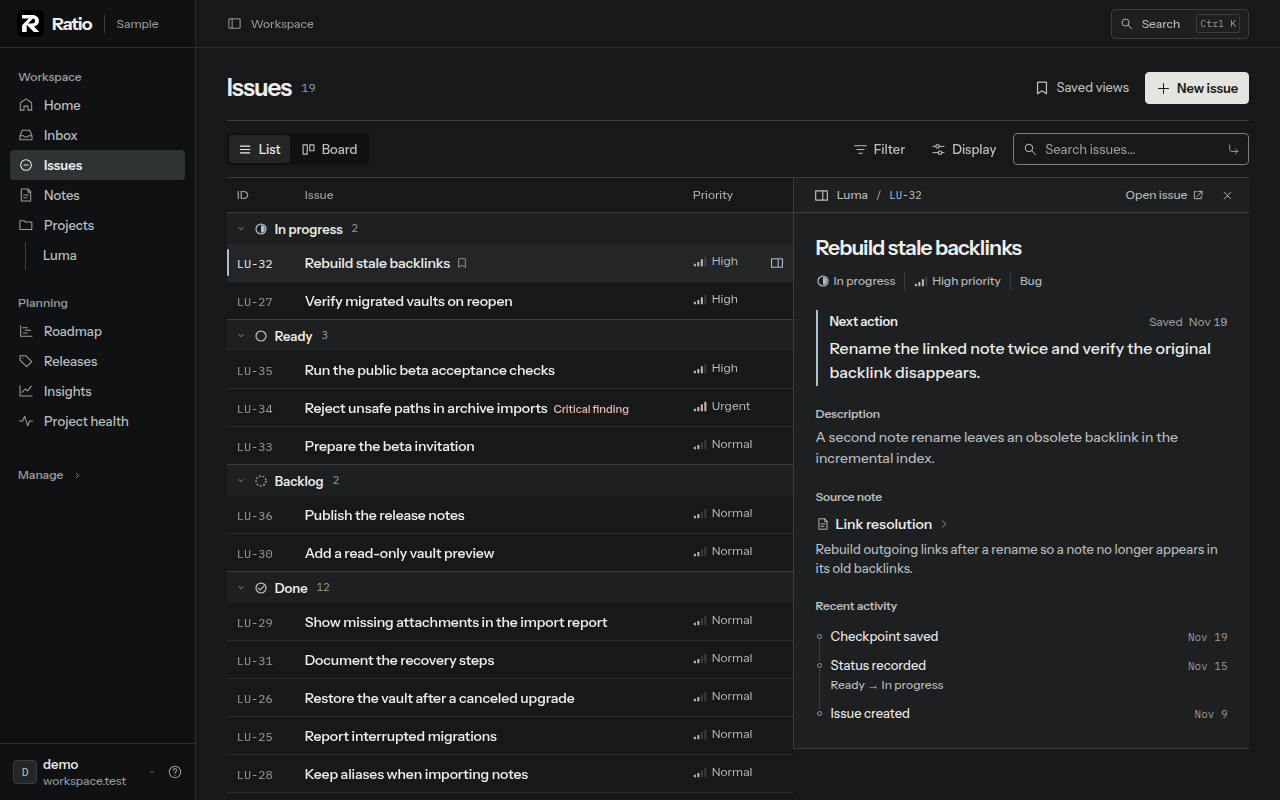 Ratio Sample
Workspace
Home
Inbox
Issues
Notes
Projects
Luma
Planning
Roadmap
Releases
Insights
Project health
Manage
D
demo
workspace.test
Workspace
Search Ctrl K
Issues 19
Saved views
New issue
List
Board
Filter
Display
Search issues...
ID Issue Priority
In progress 2
LU-32 Rebuild stale backlinks High
LU-27 Verify migrated vaults on reopen High
Ready 3
LU-35 Run the public beta acceptance checks High
LU-34 Reject unsafe paths in archive imports Critical finding Urgent
LU-33 Prepare the beta invitation Normal
Backlog 2
LU-36 Publish the release notes Normal
LU-30 Add a read-only vault preview Normal
Done 12
LU-29 Show missing attachments in the import report Normal
LU-31 Document the recovery steps Normal
LU-26 Restore the vault after a canceled upgrade Normal
LU-25 Report interrupted migrations Normal
LU-28 Keep aliases when importing notes Normal
Luma / LU-32
Open issue
Rebuild stale backlinks
In progress High priority Bug
Next action Saved Nov 19
Rename the linked note twice and verify the original
backlink disappears.
Description
A second note rename leaves an obsolete backlink in the
incremental index.
Source note
Link resolution
Rebuild outgoing links after a rename so a note no longer appears in
its old backlinks.
Recent activity
Checkpoint saved Nov 19
Status recorded Nov 15
Ready → In progress
Issue created Nov 9